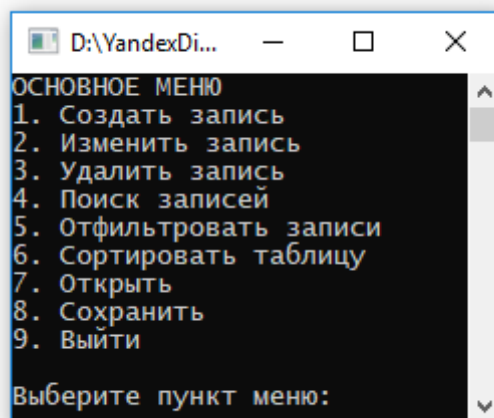 D:\YandexDi...
ОСНОВНОЕ МЕНЮ
1. Создать запись
2. Изменить запись
3. Удалить запись
4. Поиск записей
5. Отфильтровать записи
6. Сортировать таблицу
7. Открыть
8. Сохранить
9. Выйти
Выберите пункт меню: